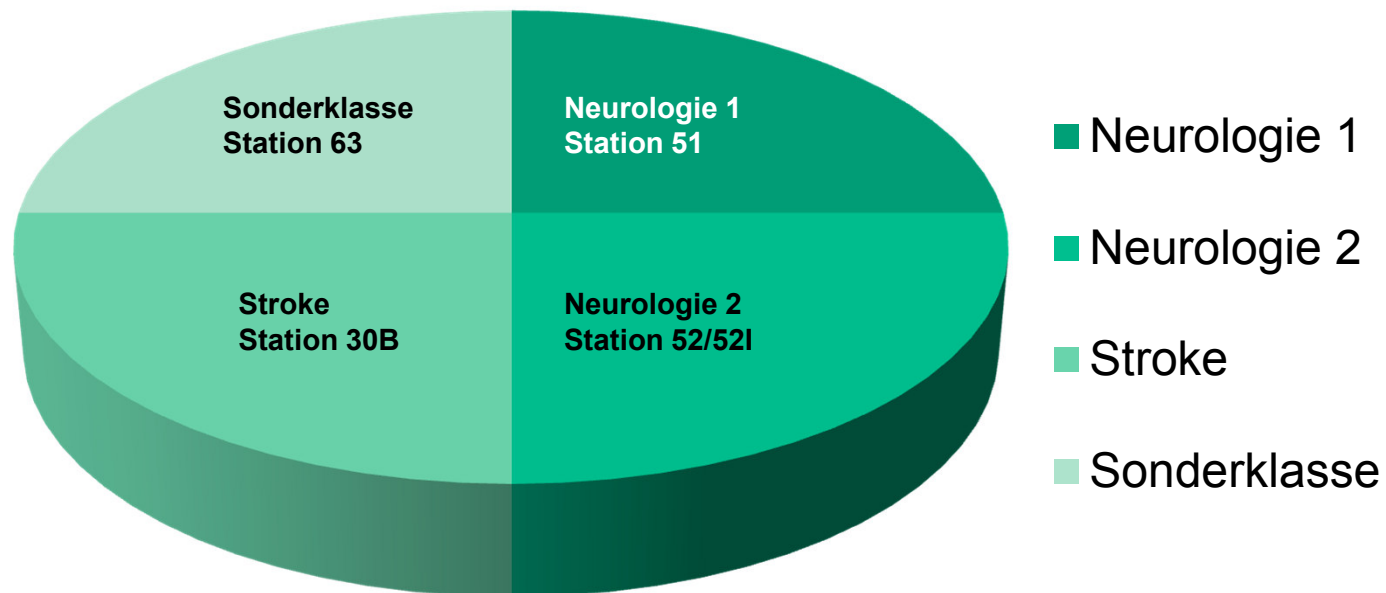 Sonderklasse
Station 63
Neurologie 1
Station 51
Stroke
Station 30B
Neurologie 2
Station 52/52I
Neurologie 1
Neurologie 2
Stroke
Sonderklasse